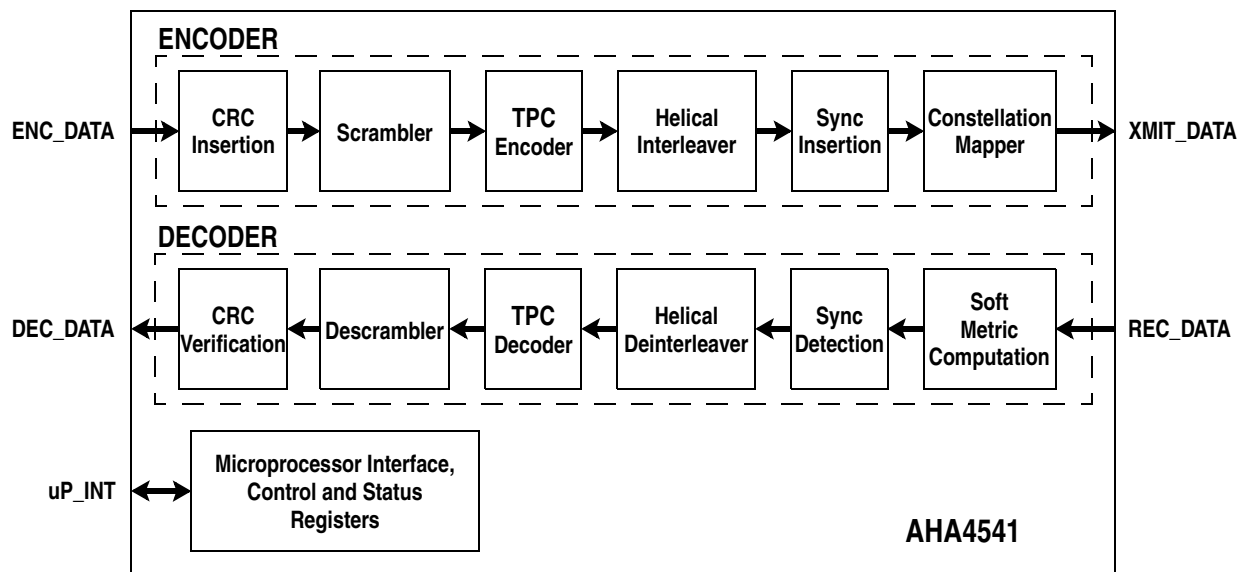 ENCODER
ENC_DATA
CRC
Insertion
Scrambler
TPC
Encoder
Helical
Interleaver
Sync
Insertion
Constellation
Mapper
XMIT_DATA
DECODER
DEC_DATA
CRC
Verification
Descrambler
TPC
Decoder
Helical
Deinterleaver
Sync
Detection
Soft
Metric
Computation
REC_DATA
uP_INT
Microprocessor Interface,
Control and Status
Registers
AHA4541